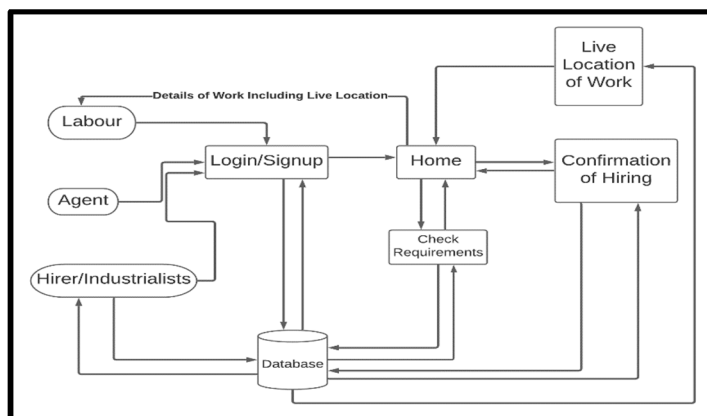 Live
Location
of Work
Details of Work Including Live Location
Labour
Login/Signup
Home
Confirmation
of Hiring
Agent
Check
Requirements
Hirer/Industrialists
Database